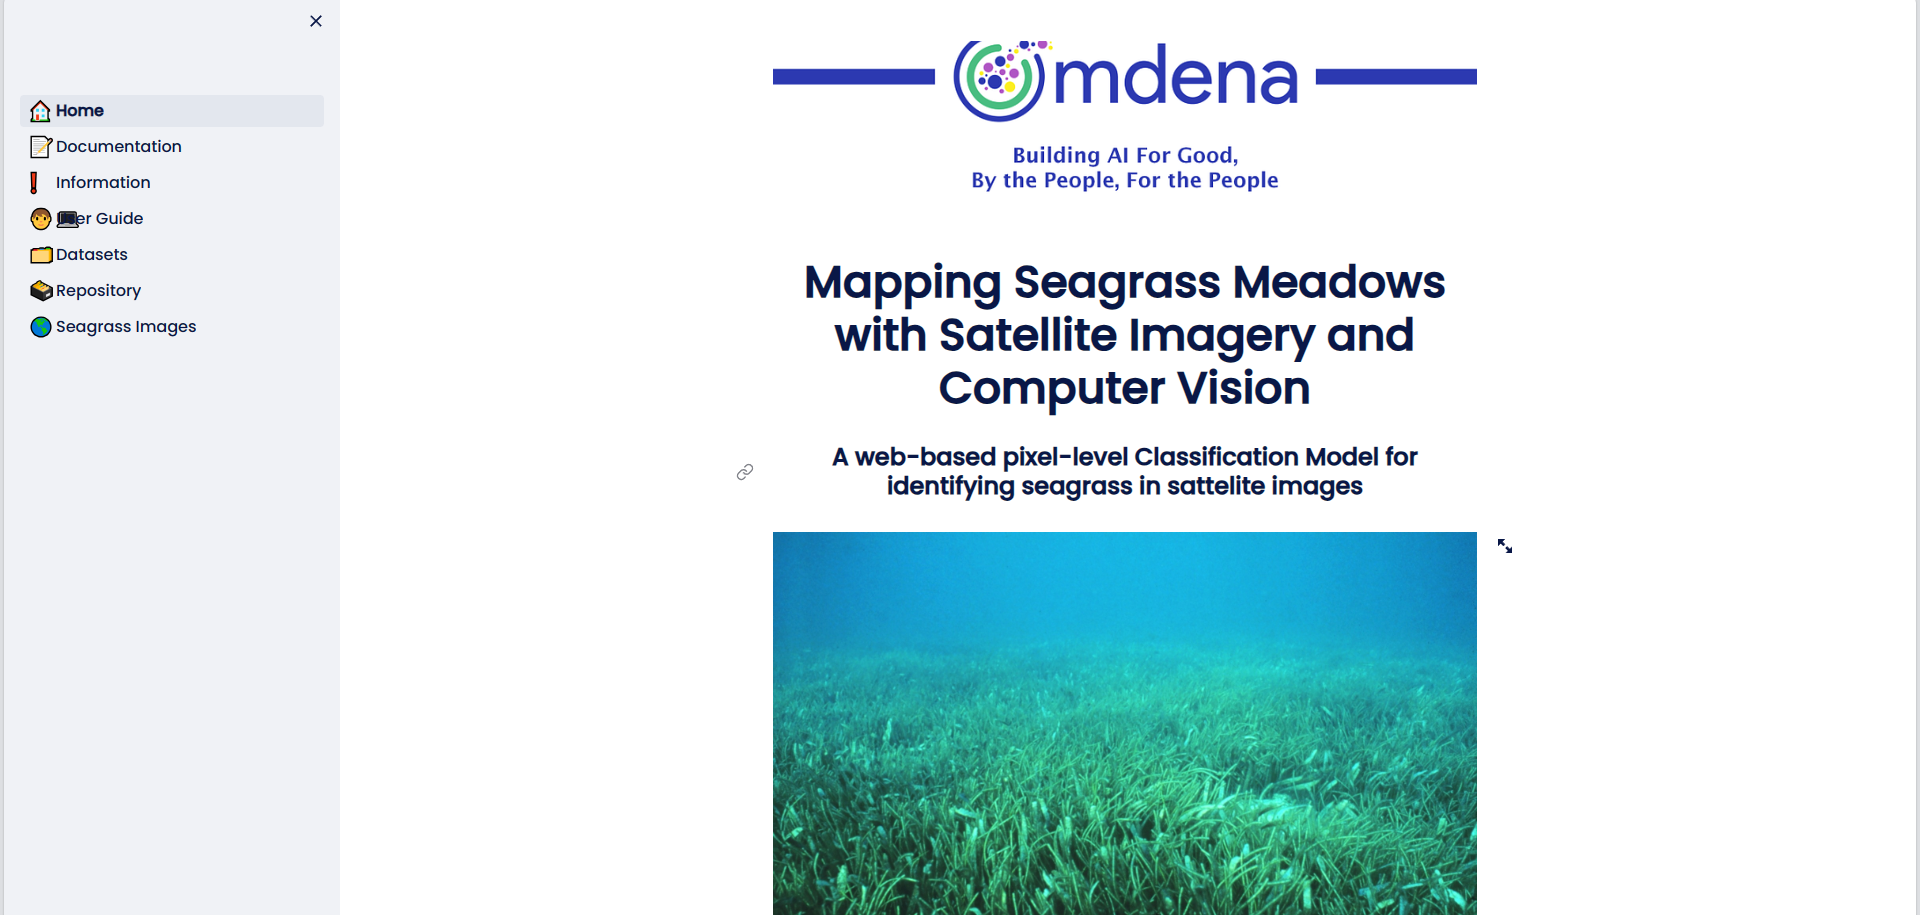 Home
Documentation
Information
er Guide
Datasets
Repository
Seagrass Images
Omdena
Building AI For Good,
By the People, For the People
Mapping Seagrass Meadows
with Satellite Imagery and
Computer Vision
A web-based pixel-level Classification Model for
identifying seagrass in sattelite images